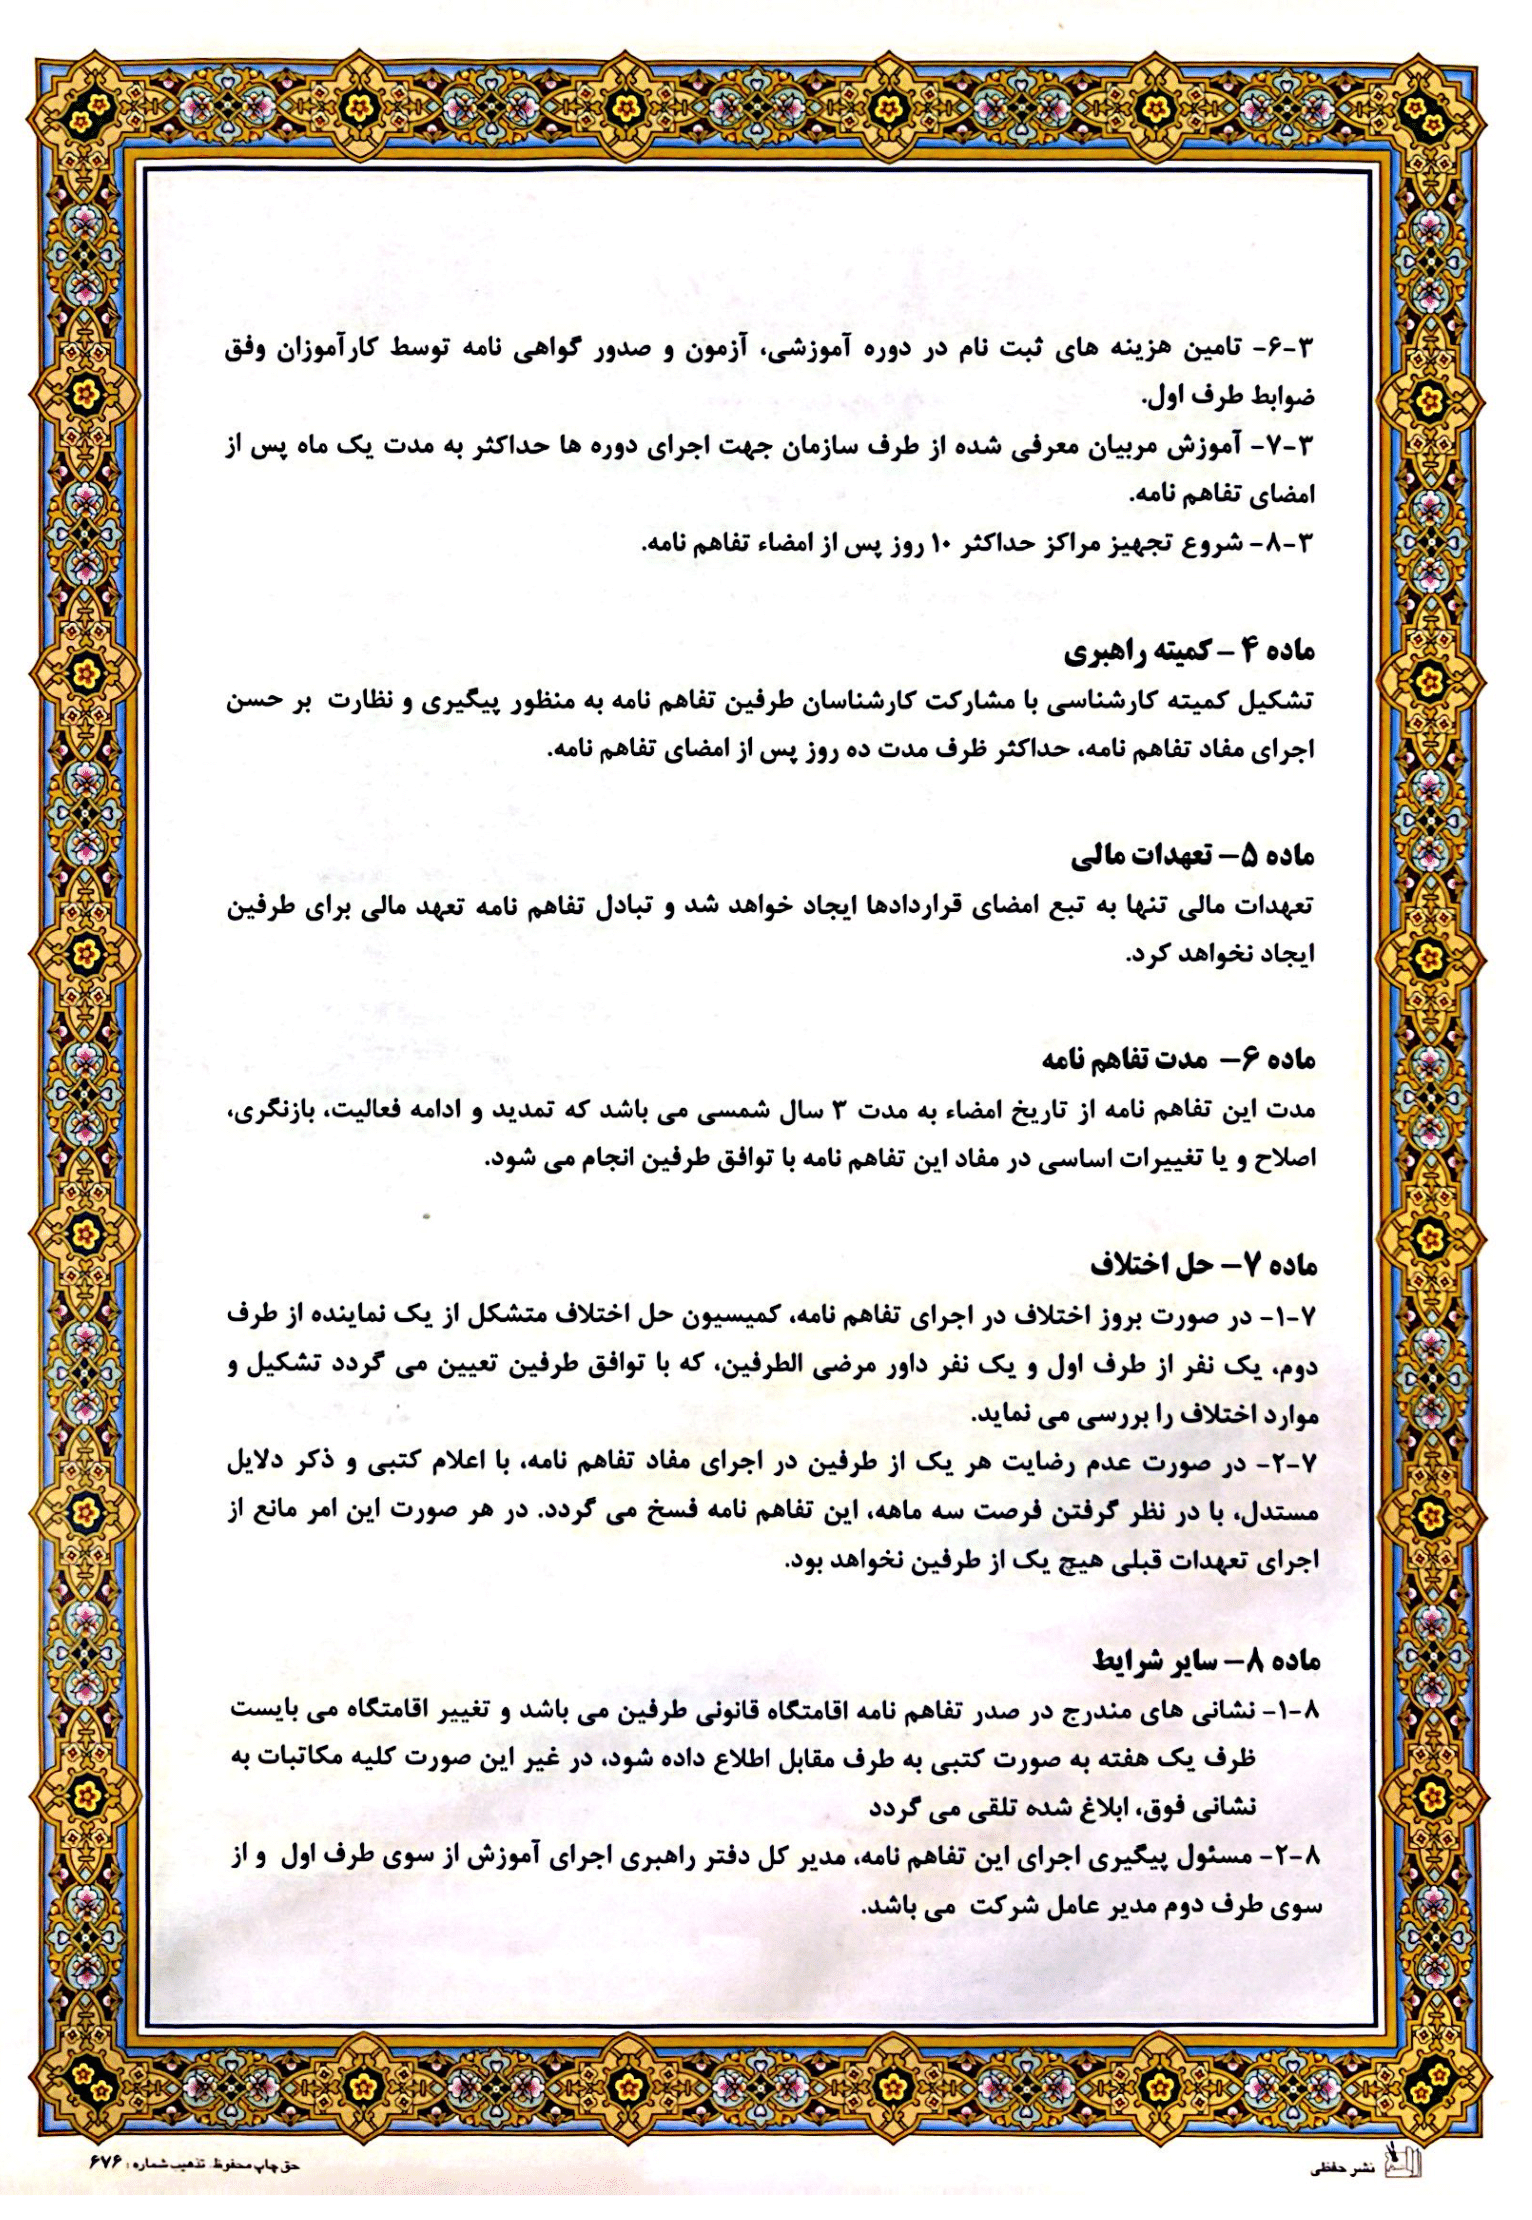 ۳-۶- تامین هزینه های ثبت نام در دوره آموزشی، آزمون و صدور گواهی نامه توسط کارآموزان وفق
ضوابط طرف اول.
۳-۷- آموزش مربیان معرفی شده از طرف سازمان جهت اجرای دوره ها حداکثر به مدت یک ماه پس از
امضای تفاهم نامه.
۳-۸- شروع تجهیز مراکز حداکثر ۱۰ روز پس از امضاء تفاهم نامه.
ماده ۴ – کمیته راهبری
تشکیل کمیته کارشناسی با مشارکت کارشناسان طرفین تفاهم نامه به منظور پیگیری و نظارت بر حسن
اجرای مفاد تفاهم نامه، حداکثر ظرف مدت ده روز پس از امضای تفاهم نامه.
ماده ۵– تعهدات مالی
تعهدات مالی تنها به تبع امضای قراردادها ایجاد خواهد شد و تبادل تفاهم نامه تعهد مالی برای طرفین
ایجاد نخواهد کرد.
ماده ۶– مدت تفاهم نامه
مدت این تفاهم نامه از تاریخ امضاء به مدت ۳ سال شمسی می باشد که تمدید و ادامه فعالیت، بازنگری،
اصلاح و یا تغییرات اساسی در مفاد این تفاهم نامه با توافق طرفین انجام می شود.
ماده ۷– حل اختلاف
۷-۱- در صورت بروز اختلاف در اجرای تفاهم نامه، کمیسیون حل اختلاف متشکل از یک نماینده از طرف
دوم، یک نفر از طرف اول و یک نفر داور مرضی الطرفین، که با توافق طرفین تعیین می گردد تشکیل و
موارد اختلاف را بررسی می نماید.
۷-۲- در صورت عدم رضایت هر یک از طرفین در اجرای مفاد تفاهم نامه، با اعلام کتبی و ذکر دلایل
مستدل، با در نظر گرفتن فرصت سه ماهه، این تفاهم نامه فسخ می گردد. در هر صورت این امر مانع از
اجرای تعهدات قبلی هیچ یک از طرفین نخواهد بود.
ماده ۸– سایر شرایط
۸-۱- نشانی های مندرج در صدر تفاهم نامه اقامتگاه قانونی طرفین می باشد و تغییر اقامتگاه می بایست
ظرف یک هفته به صورت کتبی به طرف مقابل اطلاع داده شود، در غیر این صورت کلیه مکاتبات به
نشانی فوق، ابلاغ شده تلقی می گردد
۸-۲- مسئول پیگیری اجرای این تفاهم نامه، مدیر کل دفتر راهبری اجرای آموزش از سوی طرف اول و از
سوی طرف دوم مدیر عامل شرکت می باشد.
نشر حفظی
حق چاپ محفوظ. تذهیب شماره: ۶۷۶